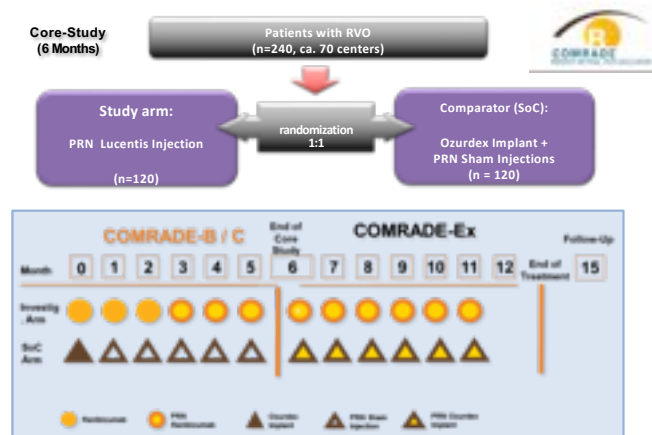 Core-Study
(6 Months)
Patients with RVO
(n=240, ca. 70 centers)
COMRADE
Study arm:
PRN Lucentis Injection
(n=120)
randomization
1:1
Comparator (SoC):
Ozurdex Implant +
PRN Sham Injections
(n = 120)
COMRADE-B / C
End of
Core
Study
COMRADE-Ex
Follow-Up
Month
0 1 2 3 4 5 6 7 8 9 10 11 12
End of
Treatment
15
Investig
. Arm
SoC
Arm
Ranibizumab
PRN
Ranibizumab
Ozurdex
Implant
PRN Sham
Injection
PRN Ozurdex
Implant